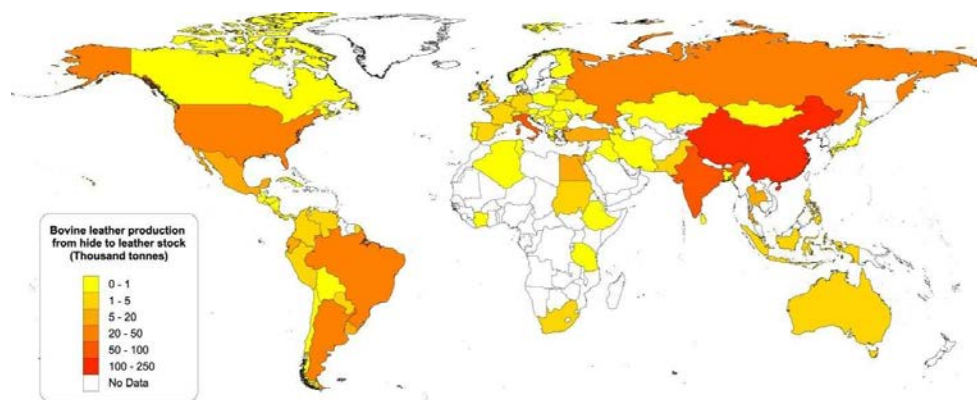 Bovine leather production
from hide to leather stock
(Thousand tonnes)
0 - 1
1 - 5
5 - 20
20 - 50
50 - 100
100 - 250
No Data